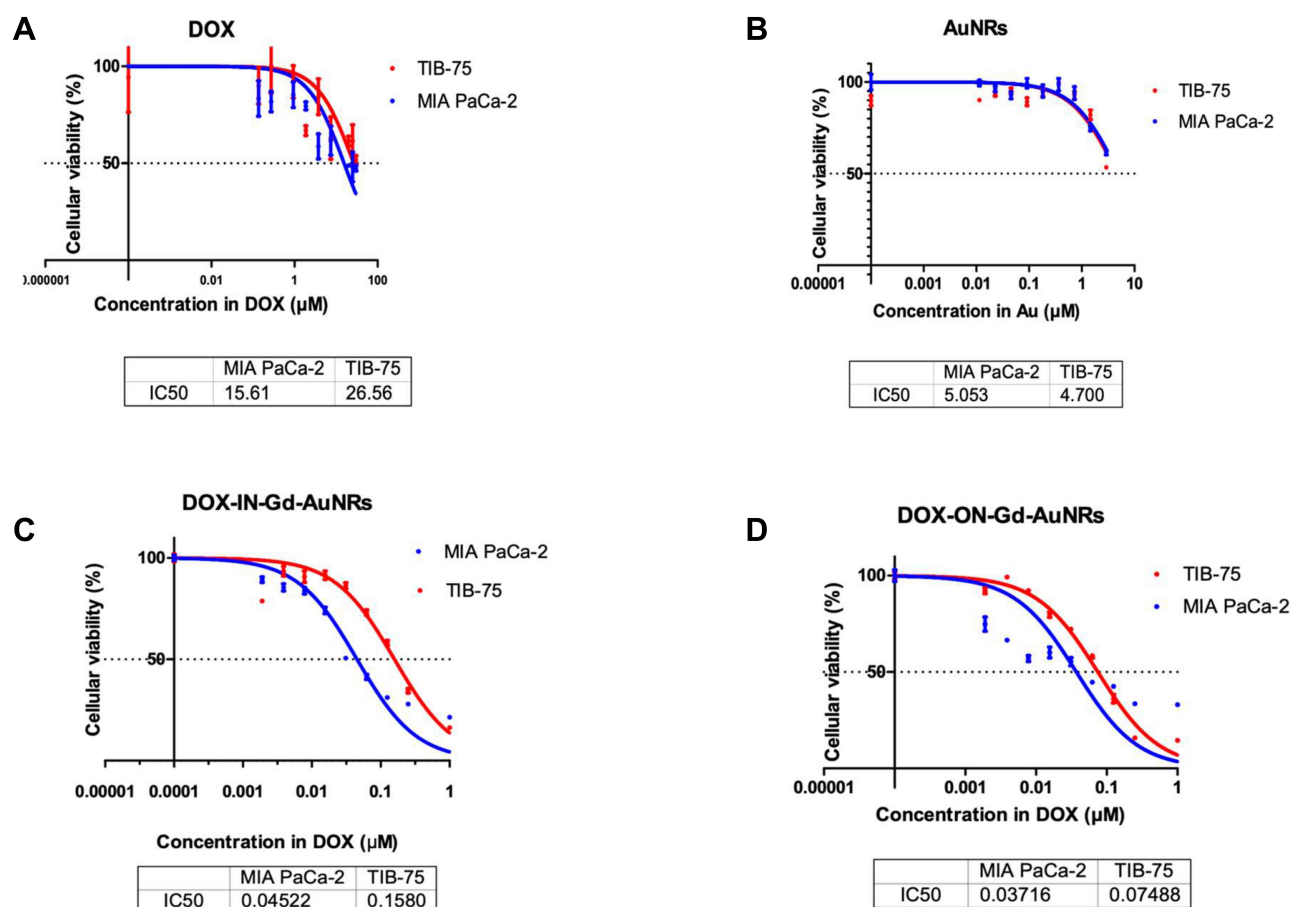 A
DOX
100
50
Cellular viability (%)
TIB-75
MIA PaCa-2
0.000001
0.01
1
100
Concentration in DOX (µM)
MIA PaCa-2 TIB-75
IC50 15.61 26.56
B
AuNRs
100
50
Cellular viability (%)
TIB-75
MIA PaCa-2
0.00001
0.001
0.1
1
10
Concentration in Au (µM)
MIA PaCa-2 TIB-75
IC50 5.053 4.700
C
DOX-IN-Gd-AuNRs
100
50
Cellular viability (%)
MIA PaCa-2
TIB-75
0.00001 0.0001 0.001 0.01 0.1 1
Concentration in DOX (µM)
MIA PaCa-2 TIB-75
IC50 0.04522 0.1580
D
DOX-ON-Gd-AuNRs
100
50
Cellular viability (%)
TIB-75
MIA PaCa-2
0.00001 0.001 0.01 0.1 1
Concentration in DOX (µM)
MIA PaCa-2 TIB-75
IC50 0.03716 0.07488